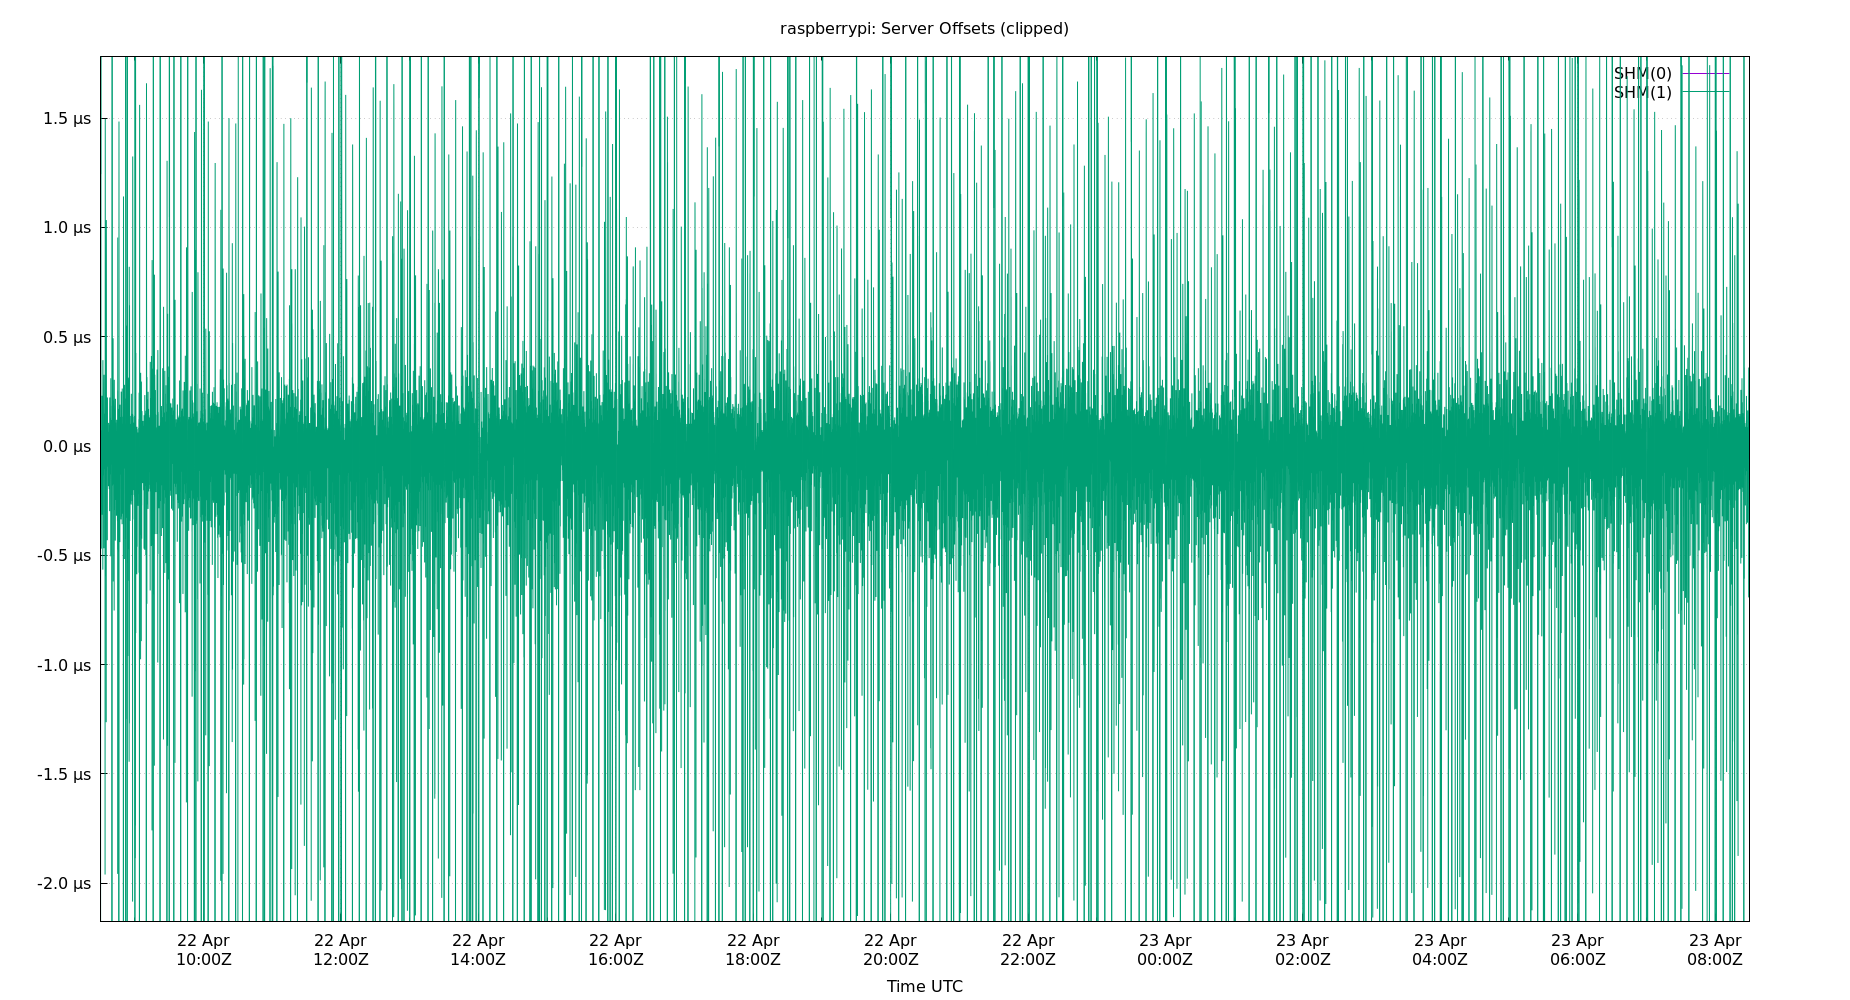 raspberrypi: Server Offsets (clipped)
SHM(0)
SHM(1)
1.5 µs
1.0 µs
0.5 µs
0.0 µs
-0.5 µs
-1.0 µs
-1.5 µs
-2.0 µs
22 Apr 22 Apr 22 Apr 22 Apr 22 Apr 22 Apr 22 Apr 23 Apr 23 Apr 23 Apr 23 Apr 23 Apr
10:00Z 12:00Z 14:00Z 16:00Z 18:00Z 20:00Z 22:00Z 00:00Z 02:00Z 04:00Z 06:00Z 08:00Z
Time UTC